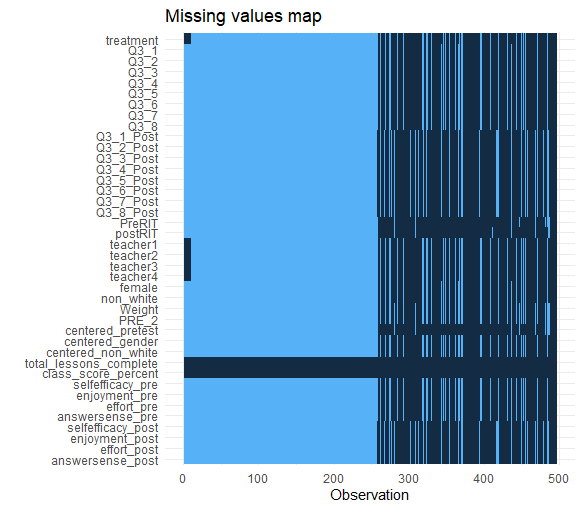 Missing values map
treatment
Q3_1
Q3_2
Q3_3
Q3_4
Q3_5
Q3_6
Q3_7
Q3_8
Q3_1_Post
Q3_2_Post
Q3_3_Post
Q3_4_Post
Q3_5_Post
Q3_6_Post
Q3_7_Post
Q3_8_Post
PreRIT
postRIT
teacher1
teacher2
teacher3
teacher4
female
non_white
Weight
PRE_2
centered_pretest
centered_gender
centered_non_white
total_lessons_complete
class_score_percent
selfefficacy_pre
enjoyment_pre
effort_pre
answersense_pre
selfefficacy_post
enjoyment_post
effort_post
answersense_post
0 100 200 300 400 500
Observation